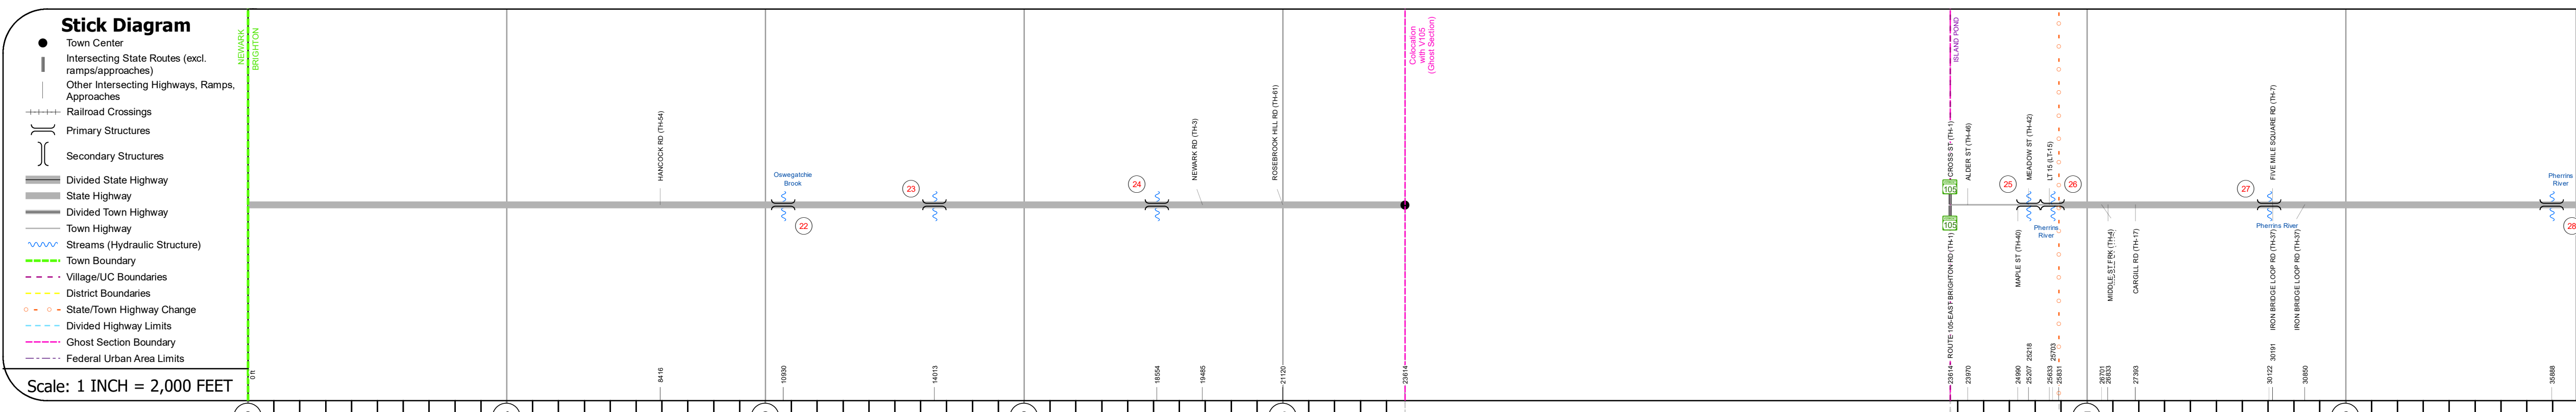 Stick Diagram
Town Center
Intersecting State Routes (excl.
ramps/approaches)
Other Intersecting Highways, Ramps,
Approaches
Railroad Crossings
Primary Structures
Secondary Structures
Divided State Highway
State Highway
Divided Town Highway
Town Highway
Streams (Hydraulic Structure)
Town Boundary
Village/UC Boundaries
District Boundaries
State/Town Highway Change
Divided Highway Limits
Ghost Section Boundary
Federal Urban Area Limits
Scale: 1 INCH = 2,000 FEET
NEWARK
BRIGHTON
0 ft
HANCOCK RD (TH-54)
8416
Oswegatchie
Brook
22
10930
23
14013
24
18554
NEWARK RD (TH-3)
19485
ROSEBROOK HILL RD (TH-61)
21120
Colocation
with V105
(Ghost Section)
23614
ISLAND POND
CROSS ST (TH-1)
105
105
ROUTE 105-EAST BRIGHTON RD (TH-1)
23614
ALDER ST (TH-46)
23970
25
MAPLE ST (TH-40)
24990
MEADOW ST (TH-42)
25207
25218
LT 15 (LT-15)
Pherrins
River
25633
25703
25831
26
MIDDLE ST FRK (TH-4)
26701
26833
CARGILL RD (TH-17)
27393
27
FIVE MILE SQUARE RD (TH-7)
Pherrins River
IRON BRIDGE LOOP RD (TH-37)
30122
30191
IRON BRIDGE LOOP RD (TH-37)
30850
Pherrins
River
28
35888